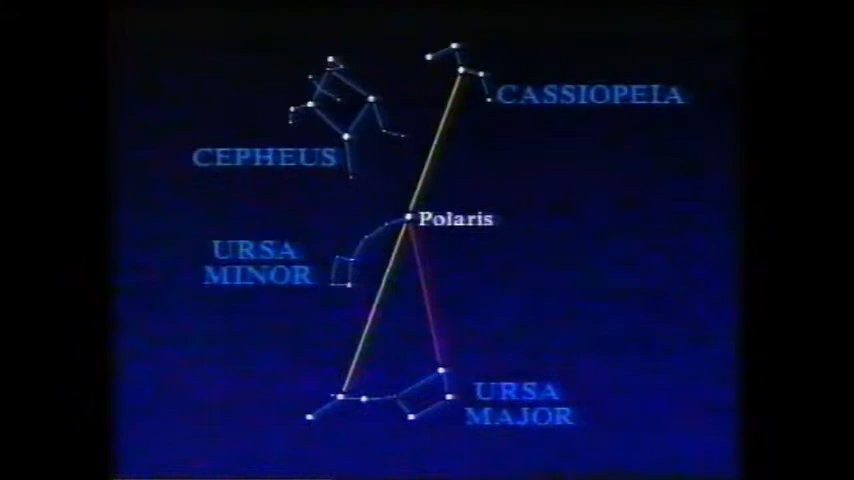 CASSIOPEIA
CEPHEUS
Polaris
URSA
MINOR
URSA
MAJOR